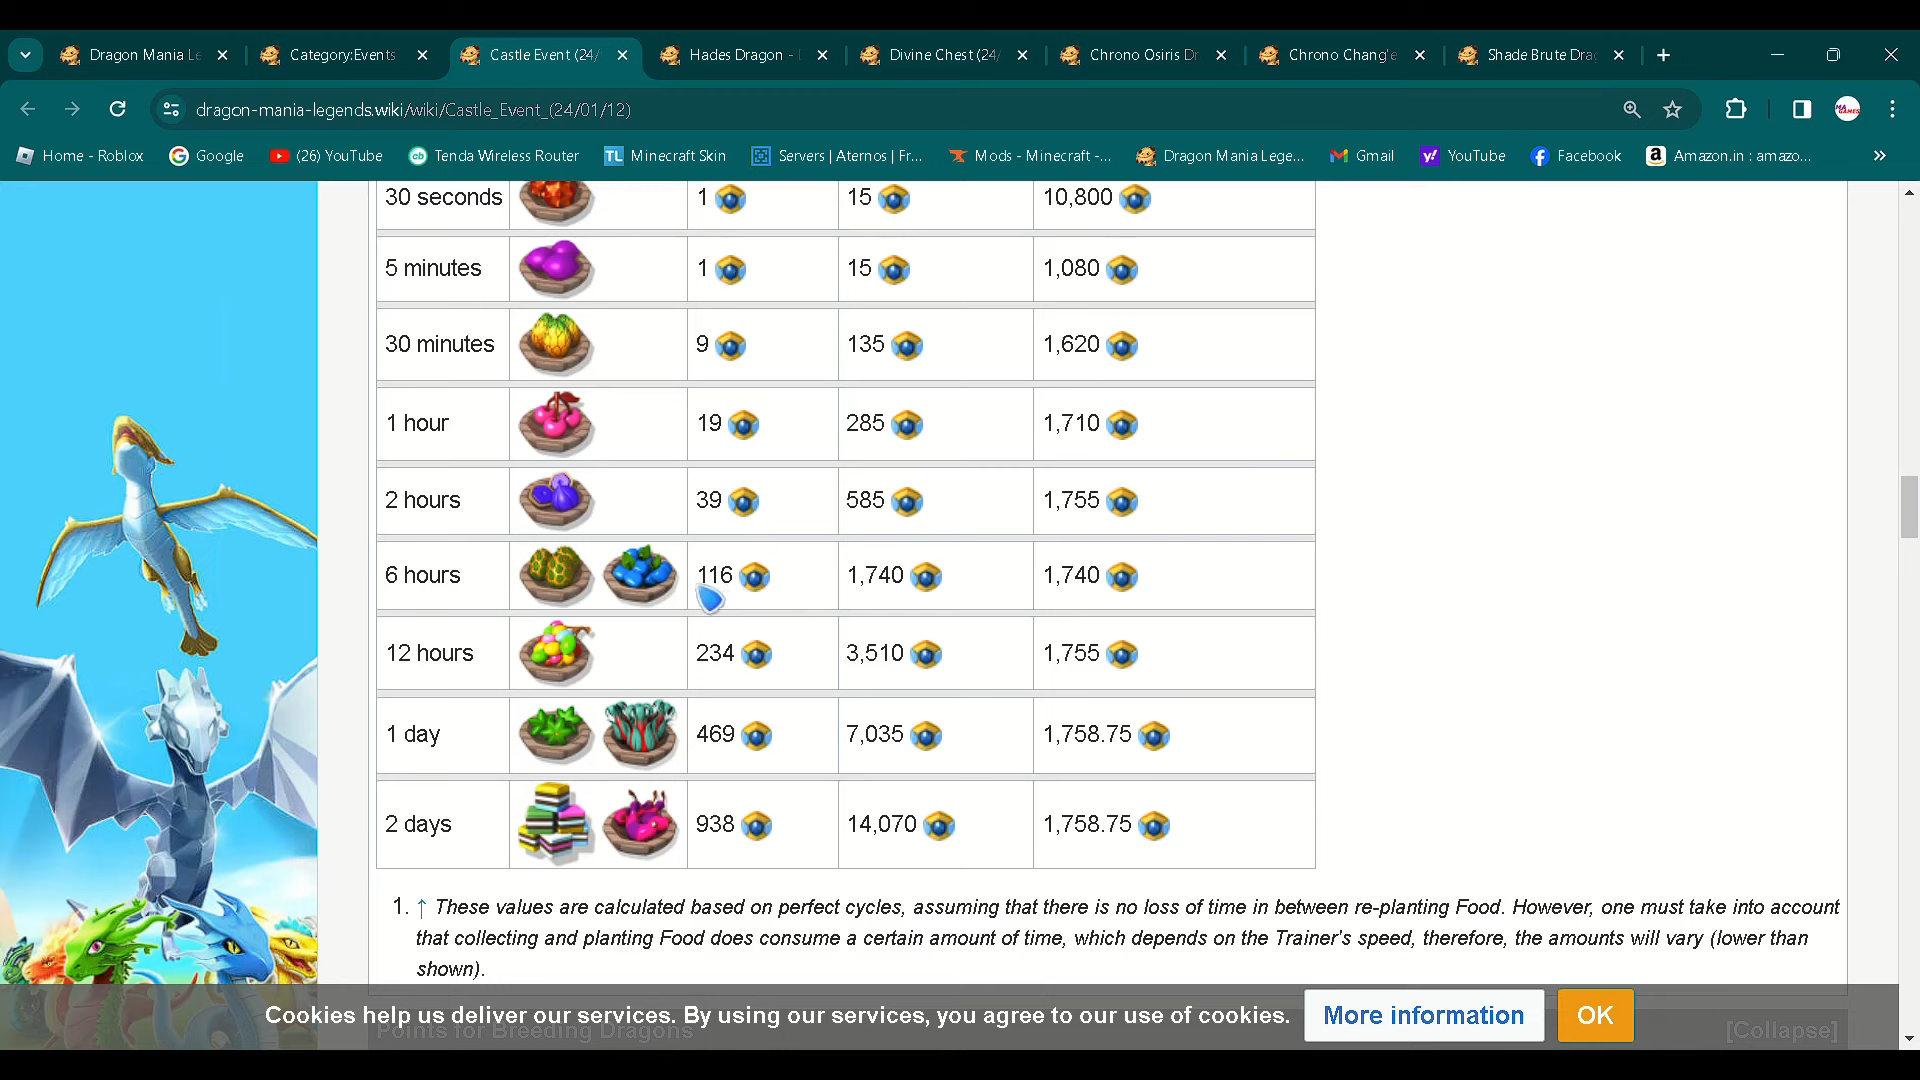 Dragon Mania Le
Category:Events
Castle Event (24/
Hades Dragon - 
Divine Chest (24/
Chrono Osiris Dr
Chrono Chang'e
Shade Brute Drag
dragon-mania-legends.wiki/wiki/Castle_Event_(24/01/12)
Home - Roblox
Google
(26) YouTube
Tenda Wireless Router
TL Minecraft Skin
Servers | Aternos | Fr...
Mods - Minecraft -...
Dragon Mania Lege...
Gmail
YouTube
Facebook
Amazon.in : amazo...
30 seconds 1 15 10,800
5 minutes 1 15 1,080
30 minutes 9 135 1,620
1 hour 19 285 1,710
2 hours 39 585 1,755
6 hours 116 1,740 1,740
12 hours 234 3,510 1,755
1 day 469 7,035 1,758.75
2 days 938 14,070 1,758.75
1. ↑ These values are calculated based on perfect cycles, assuming that there is no loss of time in between re-planting Food. However, one must take into account
that collecting and planting Food does consume a certain amount of time, which depends on the Trainer's speed, therefore, the amounts will vary (lower than
shown).
Cookies help us deliver our services. By using our services, you agree to our use of cookies. More information OK
Points for Breeding Dragons [Collapse]